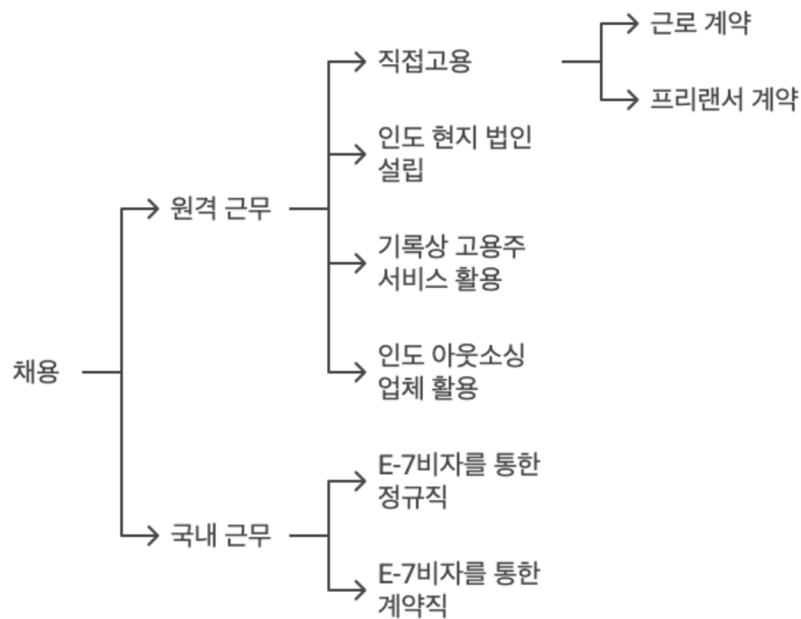 채용
원격 근무
직접고용
근로 계약
프리랜서 계약
인도 현지 법인
설립
기록상 고용주
서비스 활용
인도 아웃소싱
업체 활용
국내 근무
E-7비자를 통한
정규직
E-7비자를 통한
계약직